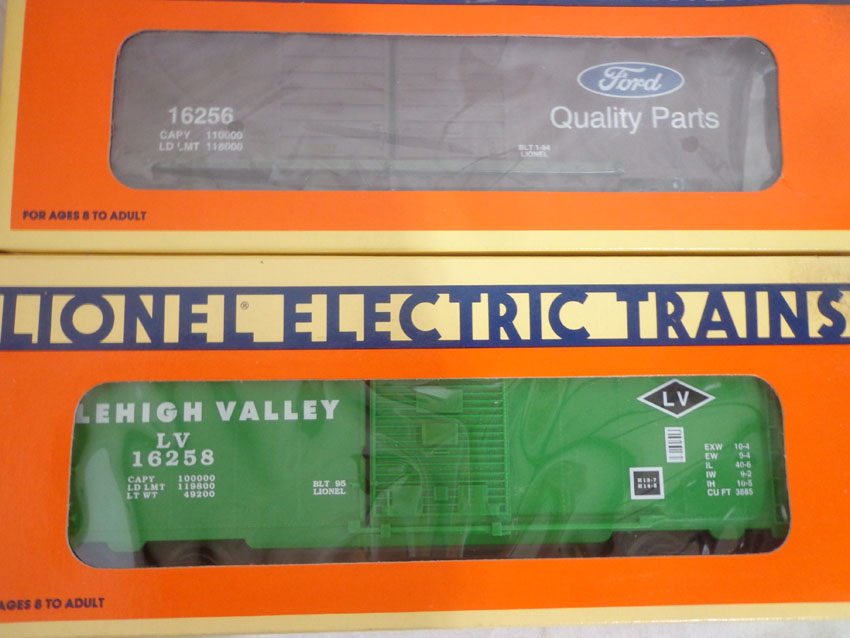 Ford
16256
Quality Parts
CAPY 110000
LD LMT 118000
BLT 1-94
LIONEL
FOR AGES 8 TO ADULT
LIONEL® ELECTRIC TRAINS
LEHIGH VALLEY
LV
LV
16258
CAPY 100000
LD LMT 119800
LT WT 49200
BLT 95
LIONEL
EXW 10-4
EW 9-4
IL 40-6
IW 9-2
IH 10-5
CU FT 3885
AGES 8 TO ADULT